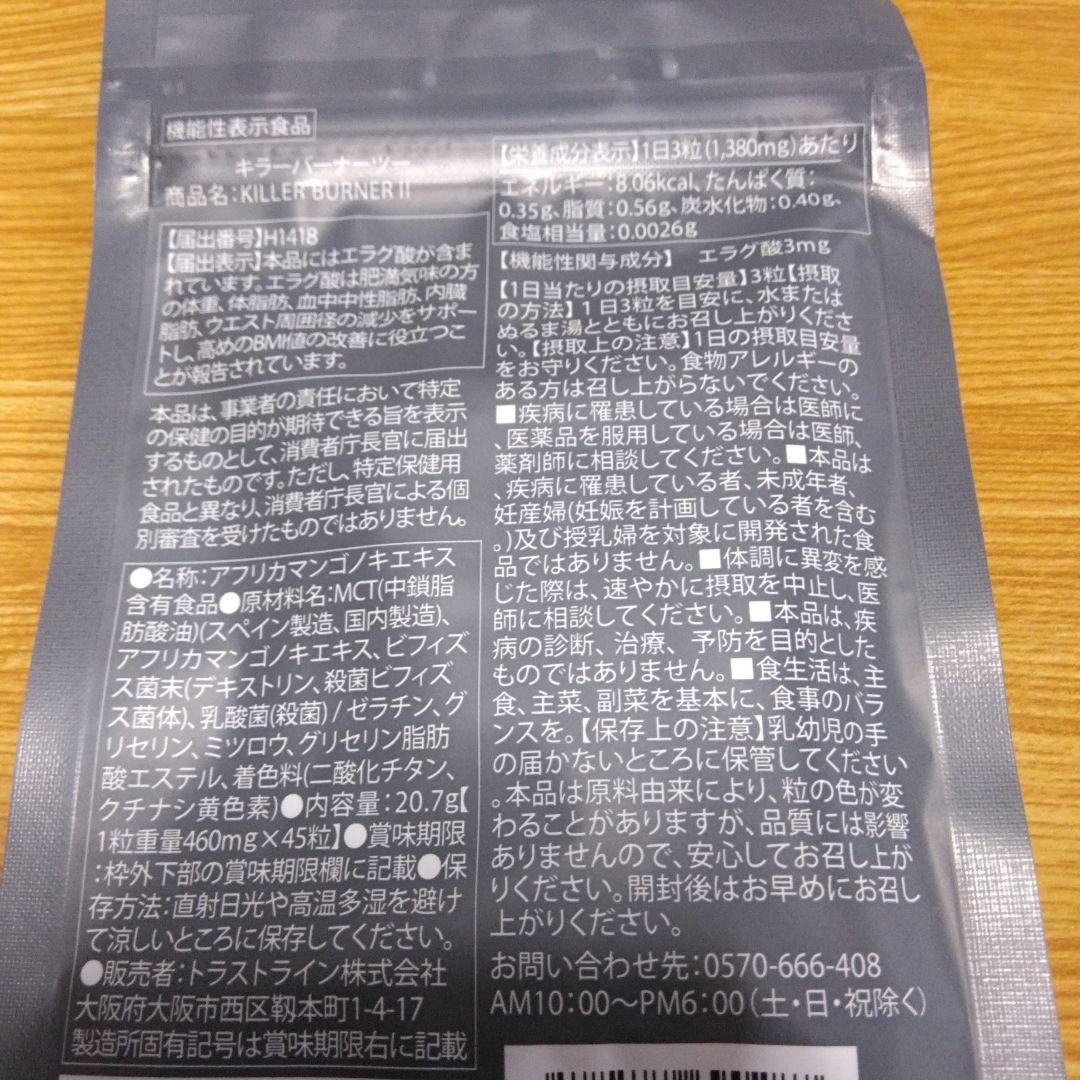 機能性表示食品
キラーバーナーツー
商品名：KILLER BURNER II
【届出番号】H1418
【届出表示】本品にはエラグ酸が含ま
れています。エラグ酸は肥満気味の方
の体重、体脂肪、血中中性脂肪、内臓
脂肪、ウエスト周囲径の減少をサポー
トし、高めのBMI値の改善に役立つこ
とが報告されています。
本品は、事業者の責任において特定
の保健の目的が期待できる旨を表示
するものとして、消費者庁長官に届出
されたものです。ただし、特定保健用
食品と異なり、消費者庁長官による個
別審査を受けたものではありません。
●名称：アフリカマンゴノキエキス
含有食品●原材料名：MCT(中鎖脂
肪酸油)(スペイン製造、国内製造)、
アフリカマンゴノキエキス、ビフィズ
ス菌末(デキストリン、殺菌ビフィズ
ス菌体)、乳酸菌(殺菌) / ゼラチン、グ
リセリン、ミツロウ、グリセリン脂肪
酸エステル、着色料(二酸化チタン、
クチナシ黄色素)●内容量：20.7g【
1粒重量460mg×45粒】●賞味期限
：枠外下部の賞味期限欄に記載●保
存方法：直射日光や高温多湿を避け
て涼しいところに保存してください。
●販売者：トラストライン株式会社
大阪府大阪市西区靱本町1-4-17
製造所固有記号は賞味期限右に記載
【栄養成分表示】1日3粒(1,380mg)あたり
エネルギー：8.06kcal、たんぱく質：
0.35g、脂質：0.56g、炭水化物：0.40g、
食塩相当量：0.0026g
【機能性関与成分】 エラグ酸3mg
【1日当たりの摂取目安量】3粒【摂取
の方法】1日3粒を目安に、水または
ぬるま湯とともにお召し上がりくださ
い。【摂取上の注意】1日の摂取目安量
をお守りください。食物アレルギーの
ある方は召し上がらないでください。
■疾病に罹患している場合は医師に
、医薬品を服用している場合は医師、
薬剤師に相談してください。■本品は
、疾病に罹患している者、未成年者、
妊産婦(妊娠を計画している者を含む
。)及び授乳婦を対象に開発された食
品ではありません。■体調に異変を感
じた際は、速やかに摂取を中止し、医
師に相談してください。■本品は、疾
病の診断、治療、予防を目的とした
ものではありません。■食生活は、主
食、主菜、副菜を基本に、食事のバラ
ンスを。【保存上の注意】乳幼児の手
の届かないところに保管してください
。本品は原料由来により、粒の色が変
わることがありますが、品質には影響
ありませんので、安心してお召し上が
りください。開封後はお早めにお召し
上がりください。
お問い合わせ先：0570-666-408
AM10：00〜PM6：00（土・日・祝除く）